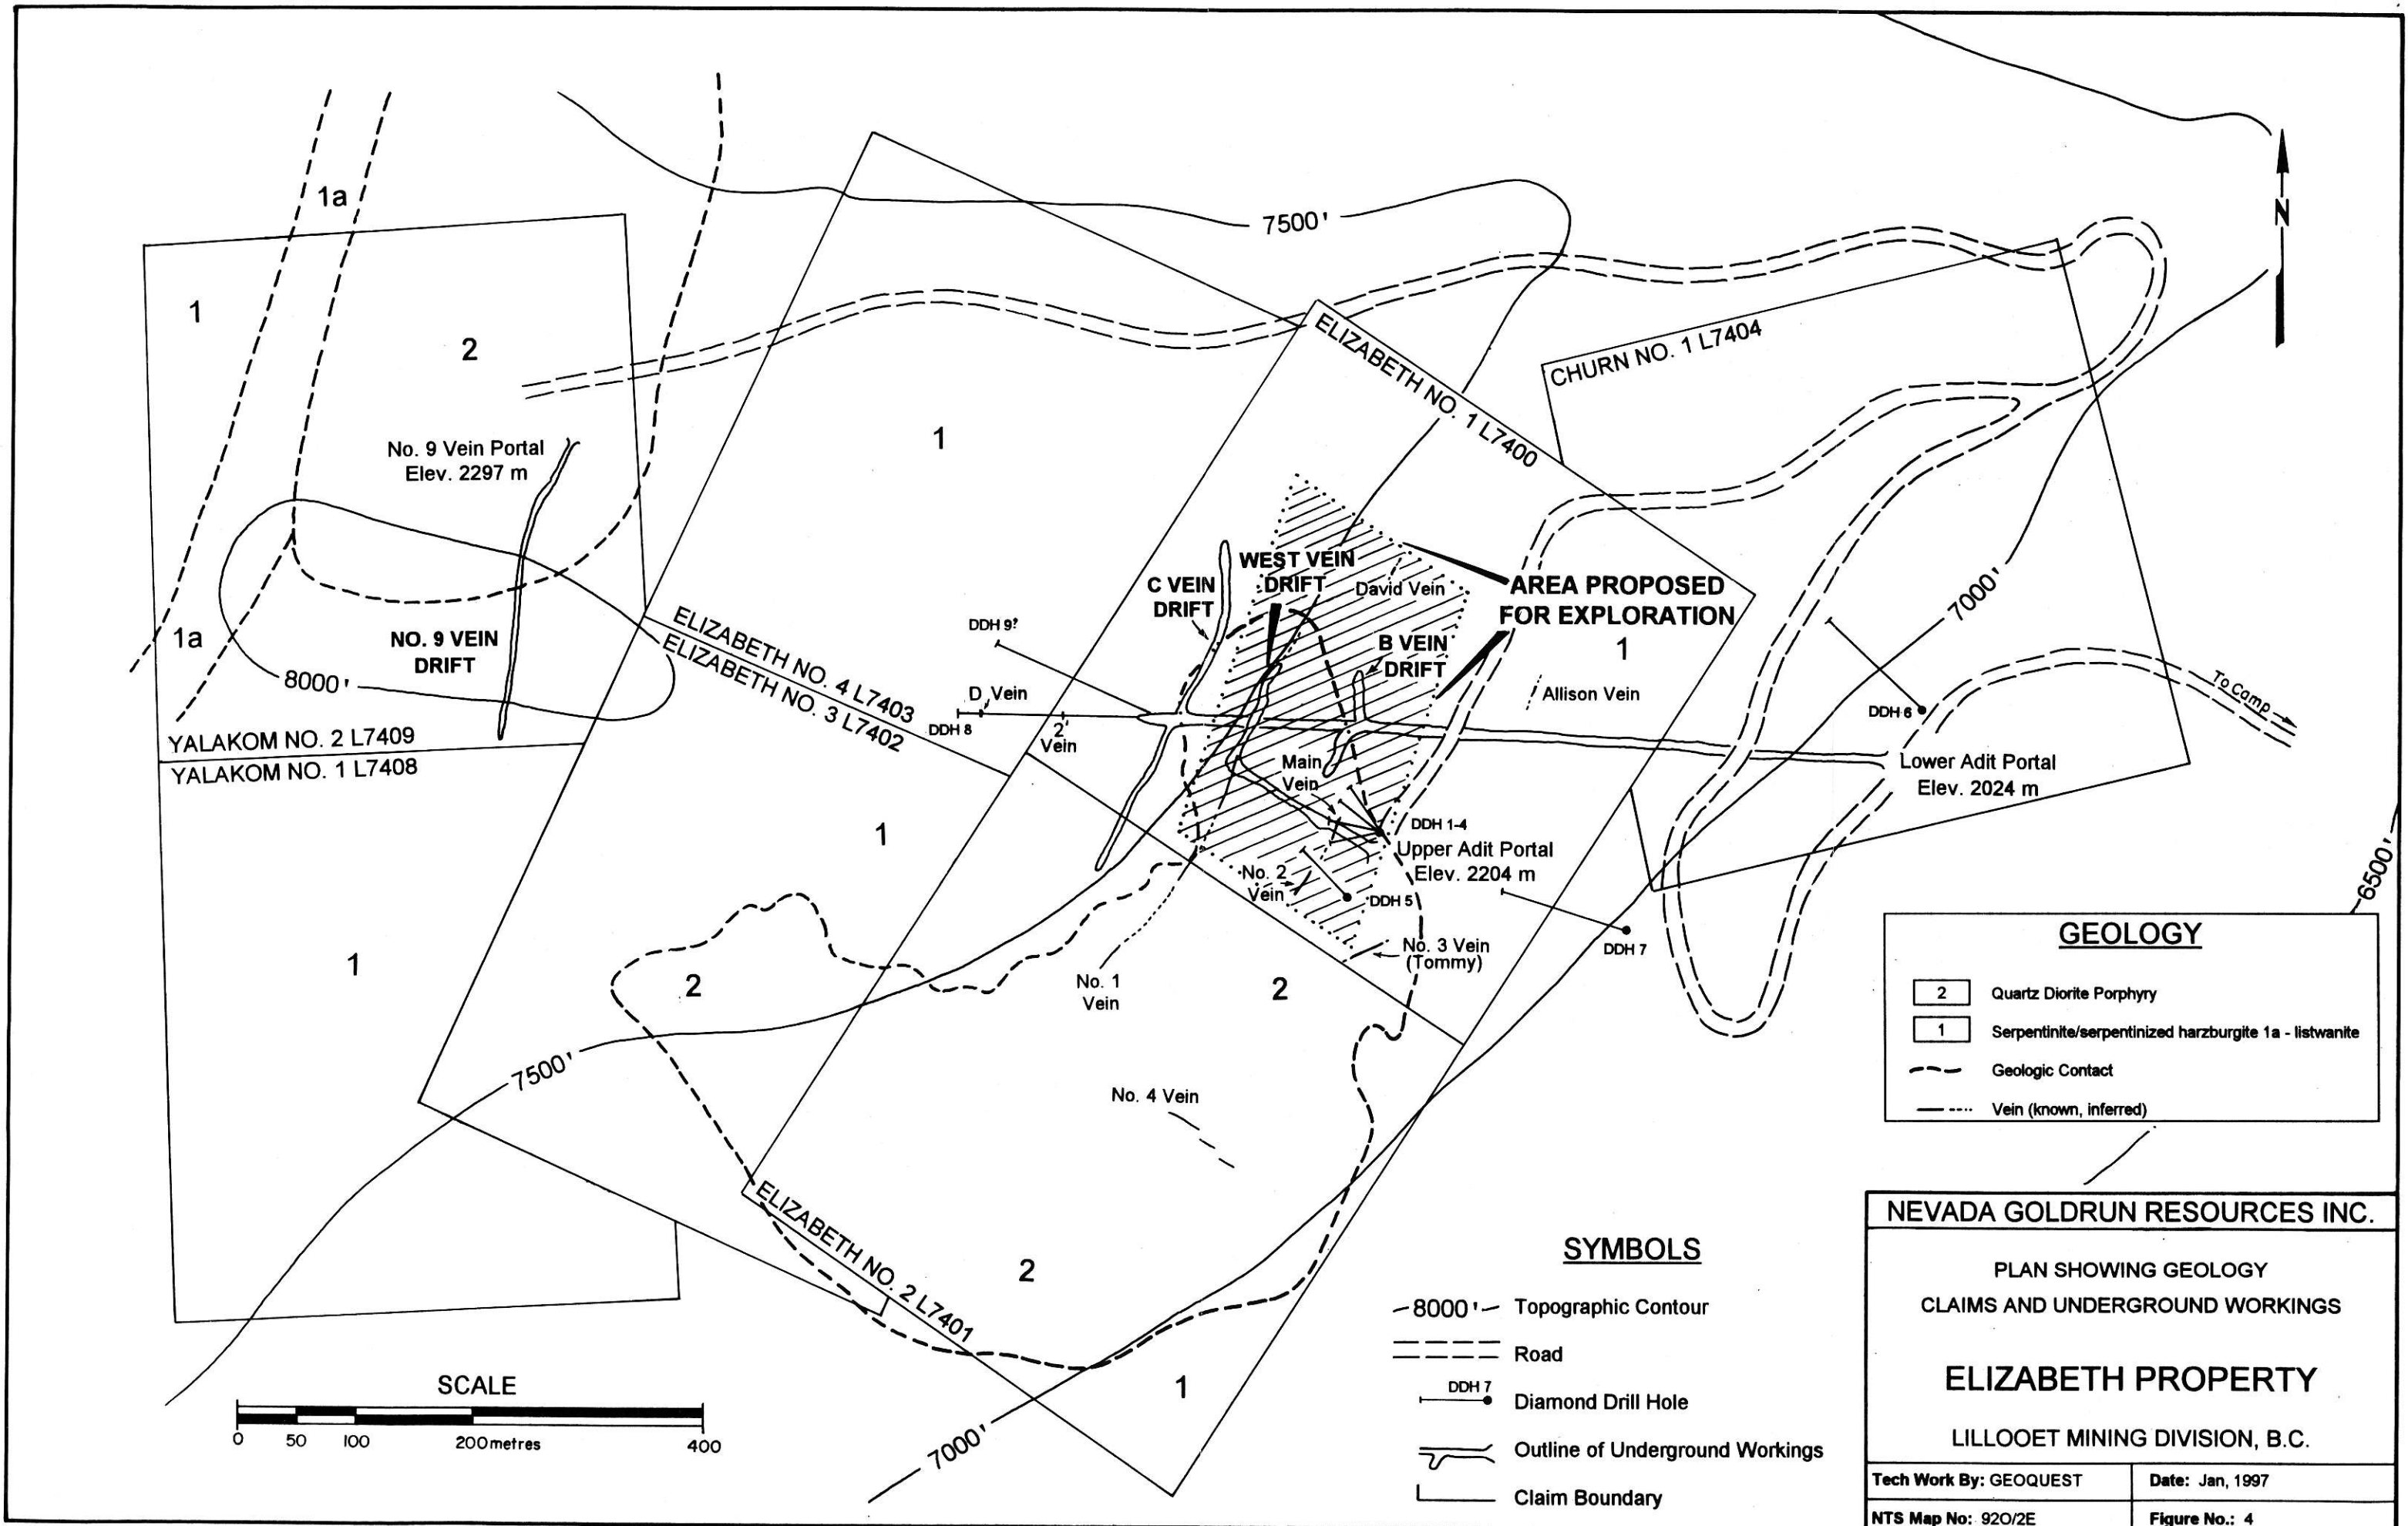 1a
1
2
7500'
N
ELIZABETH NO. 1 L7400
CHURN NO. 1 L7404
1
No. 9 Vein Portal
Elev. 2297 m
WEST VEIN
DRIFT
C VEIN
DRIFT
David Vein
AREA PROPOSED
FOR EXPLORATION
7000'
1a
NO. 9 VEIN
DRIFT
DDH 9?
B VEIN
DRIFT
1
8000'
ELIZABETH NO. 4 L7403
ELIZABETH NO. 3 L7402
D Vein
DDH 8
2
Vein
Allison Vein
DDH 6
To Camp
YALAKOM NO. 2 L7409
YALAKOM NO. 1 L7408
Main
Vein
Lower Adit Portal
Elev. 2024 m
1
DDH 1-4
Upper Adit Portal
Elev. 2204 m
No. 2
Vein
DDH 5
6500'
1
2
No. 1
Vein
2
No. 3 Vein
(Tommy)
DDH 7
7500'
No. 4 Vein
ELIZABETH NO. 2 L7401
2
1
7000'
GEOLOGY
2 Quartz Diorite Porphyry
1 Serpentinite/serpentinized harzburgite 1a - listwanite
Geologic Contact
Vein (known, inferred)
SYMBOLS
8000' Topographic Contour
Road
DDH 7 Diamond Drill Hole
Outline of Underground Workings
Claim Boundary
SCALE
0 50 100 200 metres 400
NEVADA GOLDRUN RESOURCES INC.
PLAN SHOWING GEOLOGY
CLAIMS AND UNDERGROUND WORKINGS
ELIZABETH PROPERTY
LILLOOET MINING DIVISION, B.C.
Tech Work By: GEOQUEST Date: Jan, 1997
NTS Map No: 92O/2E Figure No.: 4